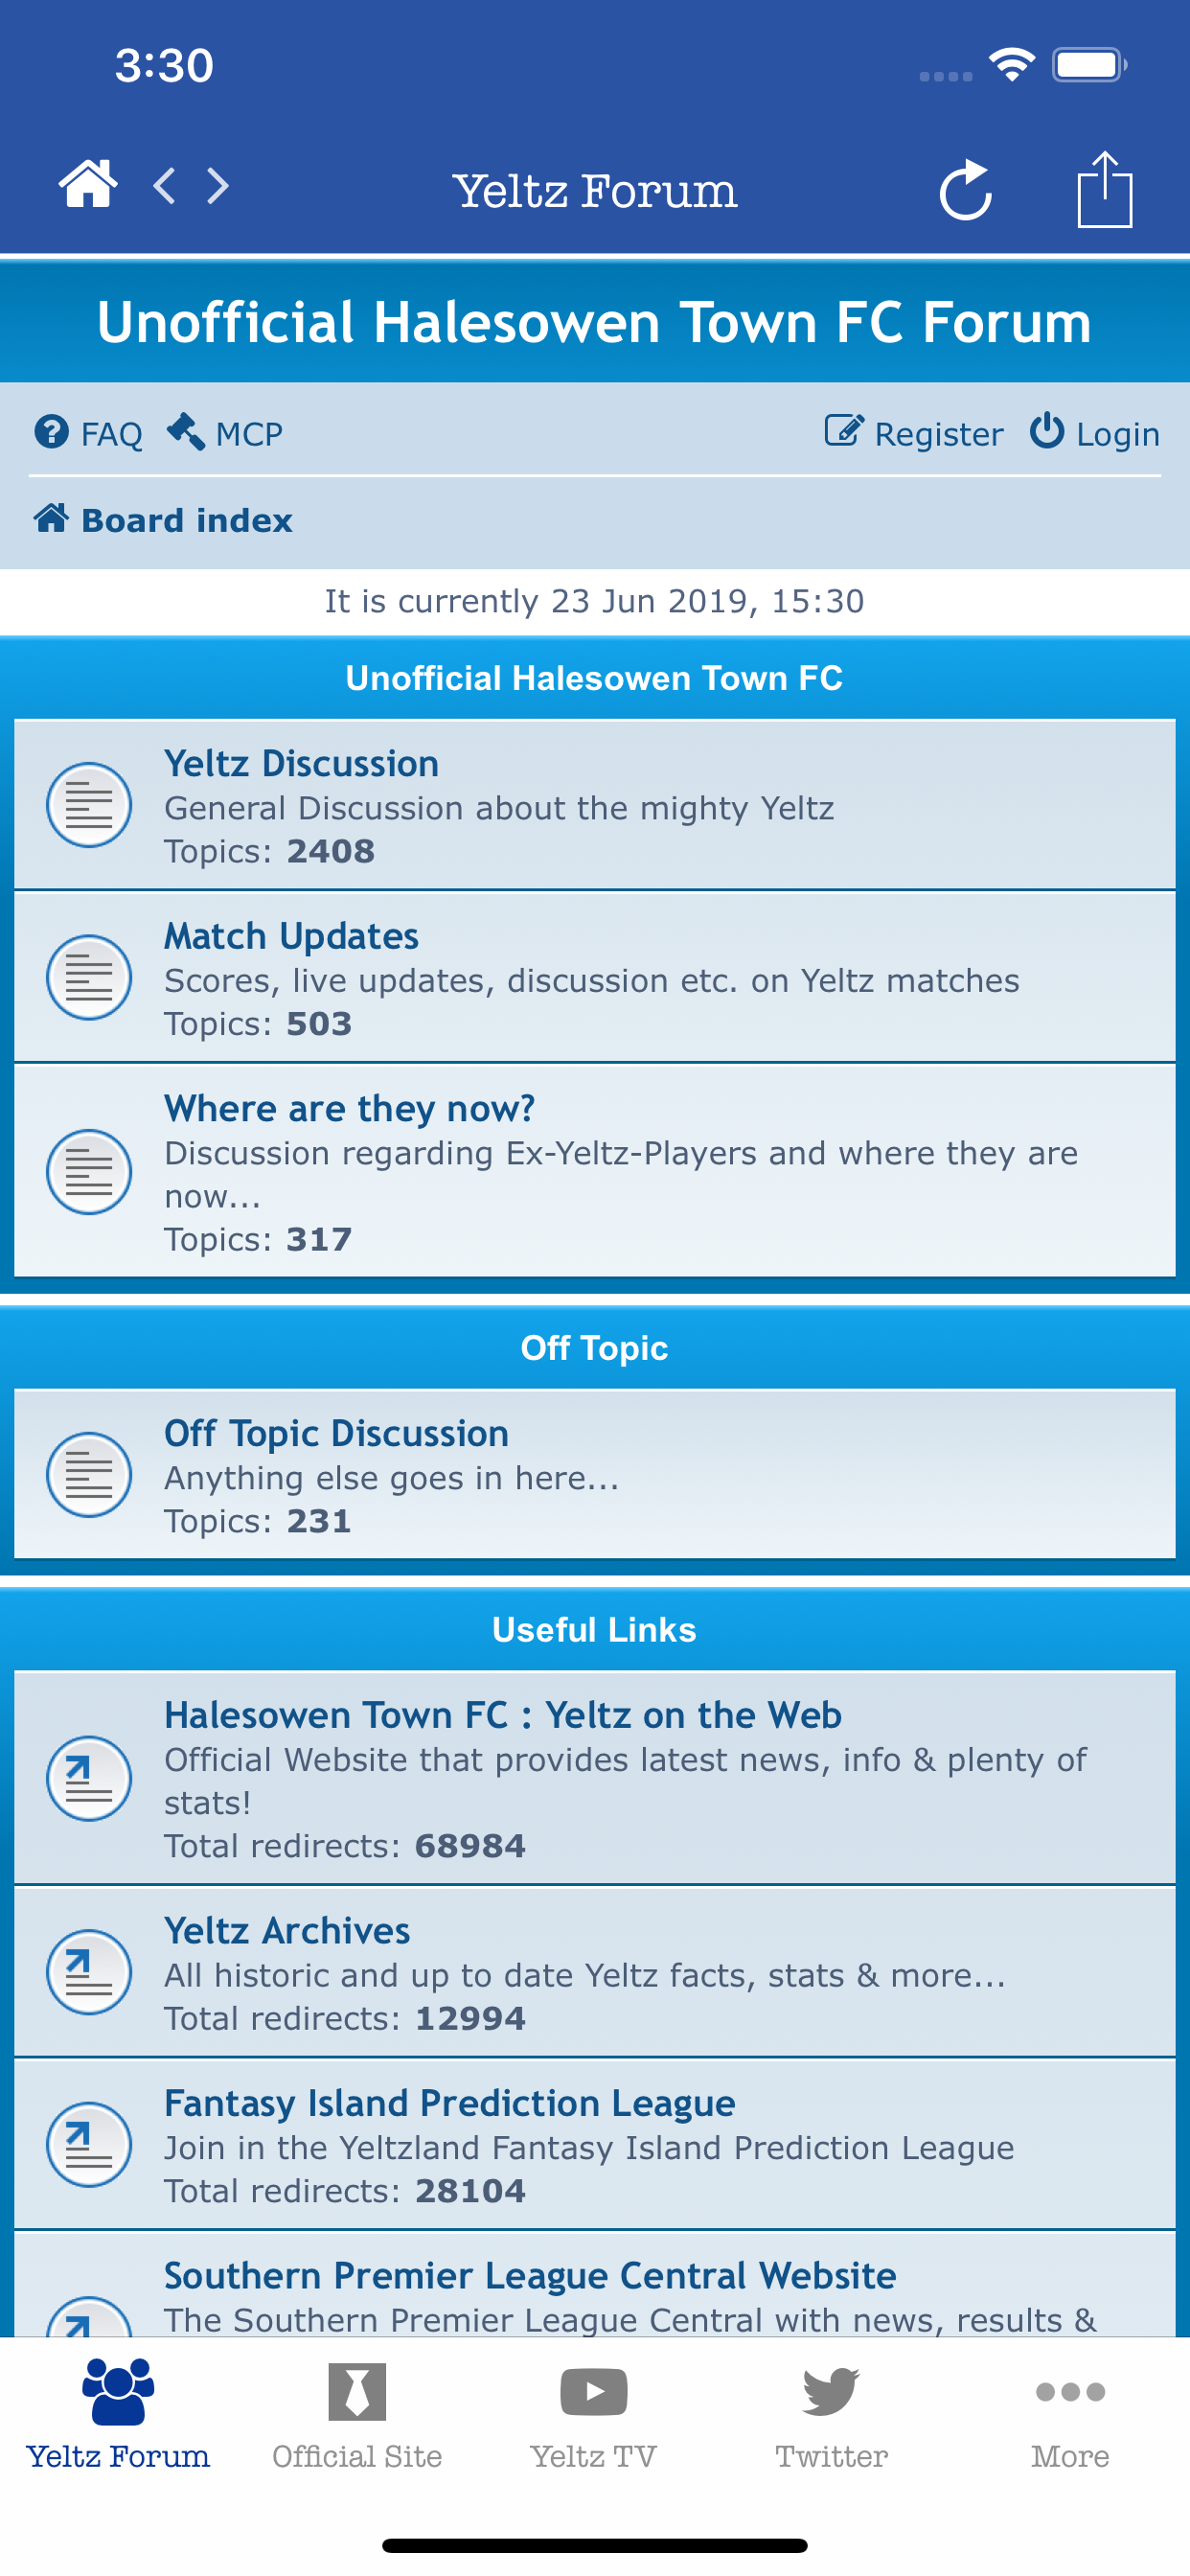 3:30
Yeltz Forum
Unofficial Halesowen Town FC Forum
FAQ MCP Register Login
Board index
It is currently 23 Jun 2019, 15:30
Unofficial Halesowen Town FC
Yeltz Discussion
General Discussion about the mighty Yeltz
Topics: 2408
Match Updates
Scores, live updates, discussion etc. on Yeltz matches
Topics: 503
Where are they now?
Discussion regarding Ex-Yeltz-Players and where they are
now...
Topics: 317
Off Topic
Off Topic Discussion
Anything else goes in here...
Topics: 231
Useful Links
Halesowen Town FC : Yeltz on the Web
Official Website that provides latest news, info & plenty of
stats!
Total redirects: 68984
Yeltz Archives
All historic and up to date Yeltz facts, stats & more...
Total redirects: 12994
Fantasy Island Prediction League
Join in the Yeltzland Fantasy Island Prediction League
Total redirects: 28104
Southern Premier League Central Website
The Southern Premier League Central with news, results &
Yeltz Forum Official Site Yeltz TV Twitter More